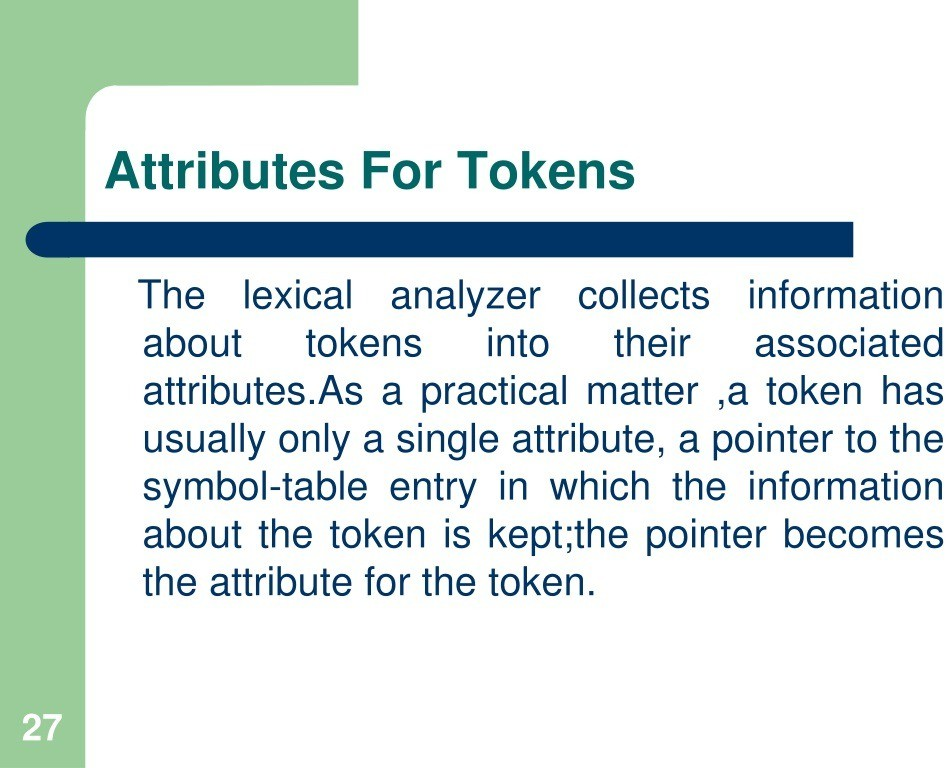 Attributes For Tokens
The lexical analyzer collects information
about tokens into their associated
attributes.As a practical matter ,a token has
usually only a single attribute, a pointer to the
symbol-table entry in which the information
about the token is kept;the pointer becomes
the attribute for the token.
27